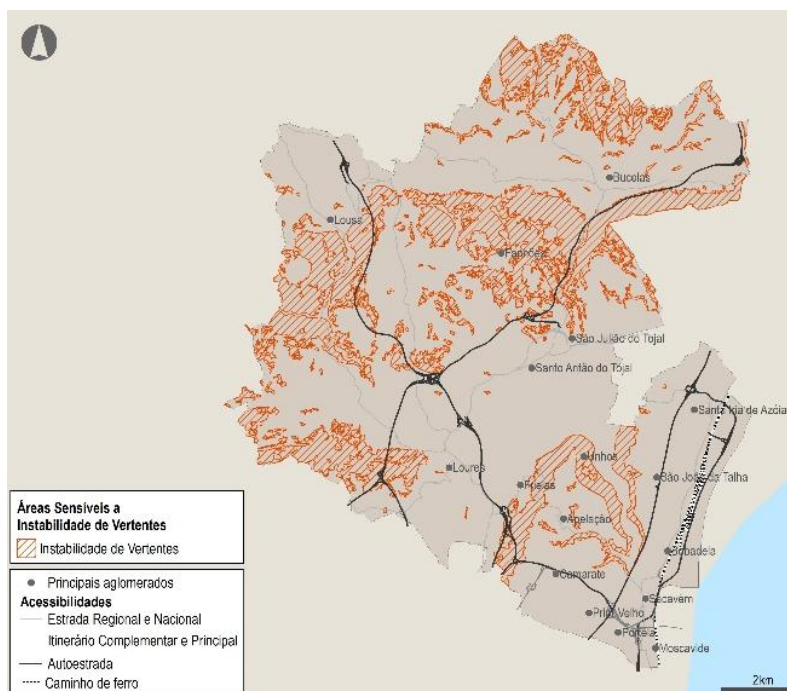 Bucelas
Lousa
Fanhões
São Julião do Tojal
Santo Antão do Tojal
Santa Iria de Azóia
Unhos
Loures
São João da Talha
Frielas
Apelação
Bobadela
Camarate
Sacavém
Prior Velho
Portela
Moscavide
Áreas Sensíveis a
Instabilidade de Vertentes
Instabilidade de Vertentes
Principais aglomerados
Acessibilidades
Estrada Regional e Nacional
Itinerário Complementar e Principal
Autoestrada
Caminho de ferro
2km